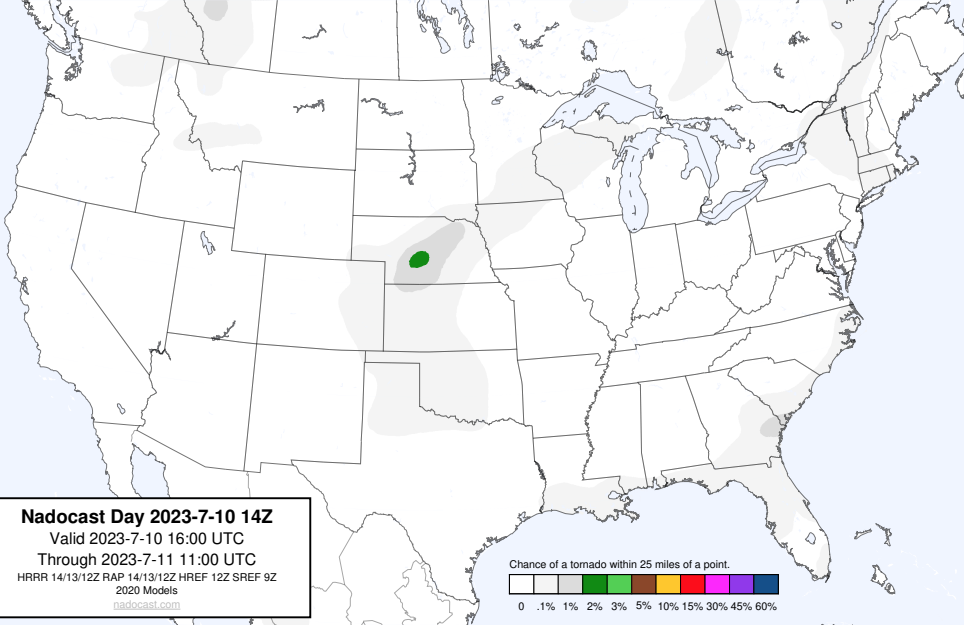 Nadocast Day 2023-7-10 14Z
Valid 2023-7-10 16:00 UTC
Through 2023-7-11 11:00 UTC
HRRR 14/13/12Z RAP 14/13/12Z HREF 12Z SREF 9Z
2020 Models
nadocast.com
Chance of a tornado within 25 miles of a point.
0 .1% 1% 2% 3% 5% 10% 15% 30% 45% 60%